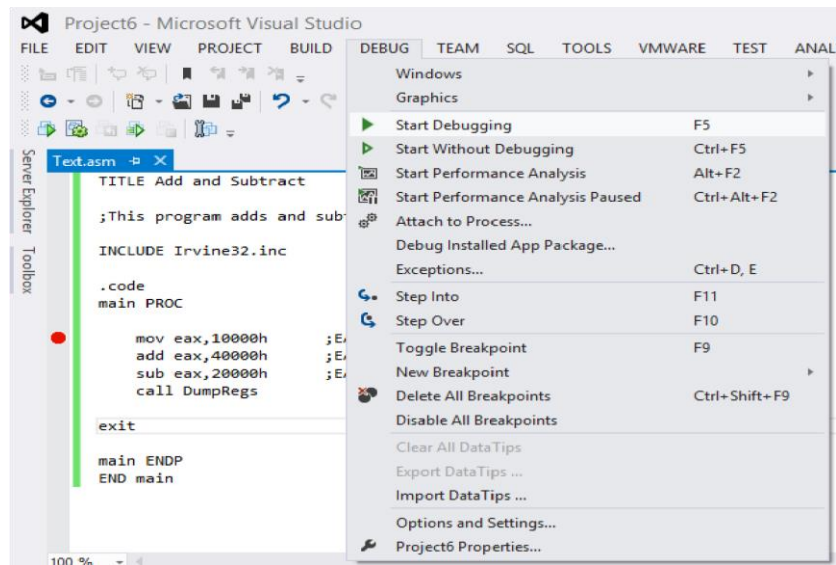 Project6 - Microsoft Visual Studio
FILE EDIT VIEW PROJECT BUILD DEBUG TEAM SQL TOOLS VMWARE TEST ANAL
Windows
Graphics
Start Debugging F5
Start Without Debugging Ctrl+F5
Start Performance Analysis Alt+F2
Start Performance Analysis Paused Ctrl+Alt+F2
Attach to Process...
Debug Installed App Package...
Exceptions... Ctrl+D, E
Step Into F11
Step Over F10
Toggle Breakpoint F9
New Breakpoint
Delete All Breakpoints Ctrl+Shift+F9
Disable All Breakpoints
Clear All DataTips
Export DataTips ...
Import DataTips ...
Options and Settings...
Project6 Properties...
Server Explorer
Toolbox
Text.asm
TITLE Add and Subtract
;This program adds and sub
INCLUDE Irvine32.inc
.code
main PROC
mov eax,10000h ;E
add eax,40000h ;E
sub eax,20000h ;E
call DumpRegs
exit
main ENDP
END main
100 %